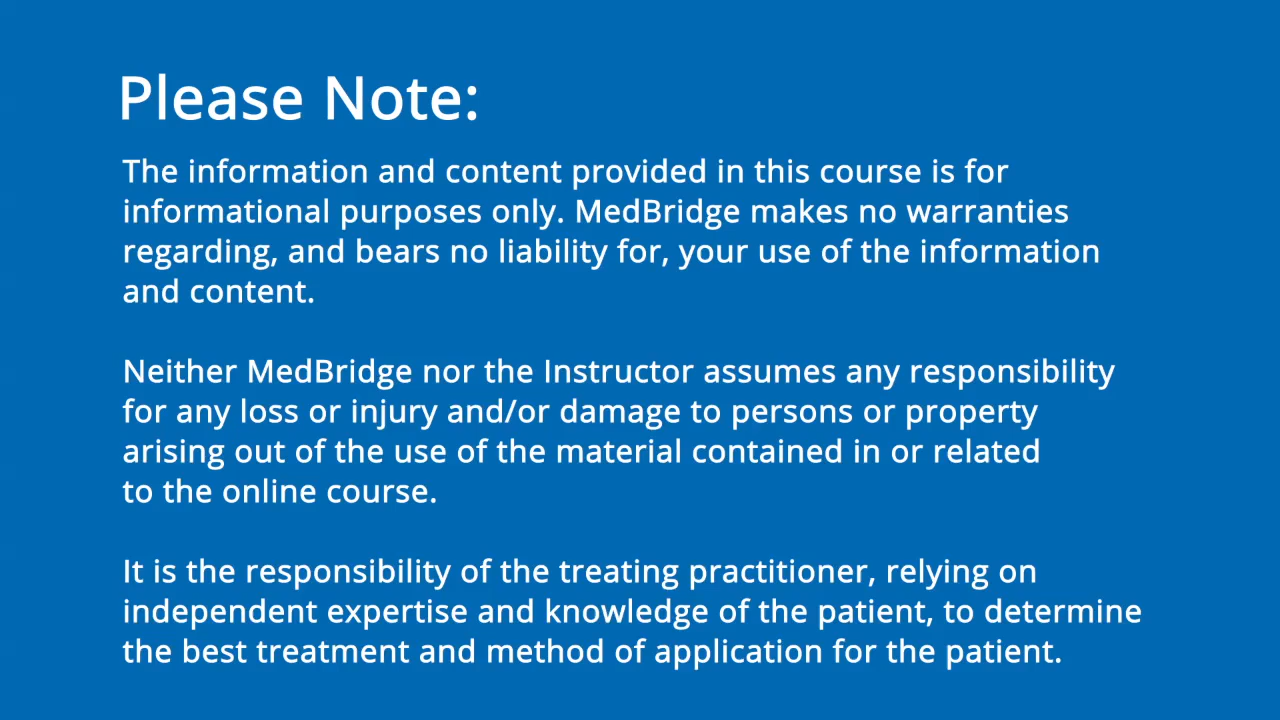 Please Note:
The information and content provided in this course is for
informational purposes only. MedBridge makes no warranties
regarding, and bears no liability for, your use of the information
and content.
Neither MedBridge nor the Instructor assumes any responsibility
for any loss or injury and/or damage to persons or property
arising out of the use of the material contained in or related
to the online course.
It is the responsibility of the treating practitioner, relying on
independent expertise and knowledge of the patient, to determine
the best treatment and method of application for the patient.